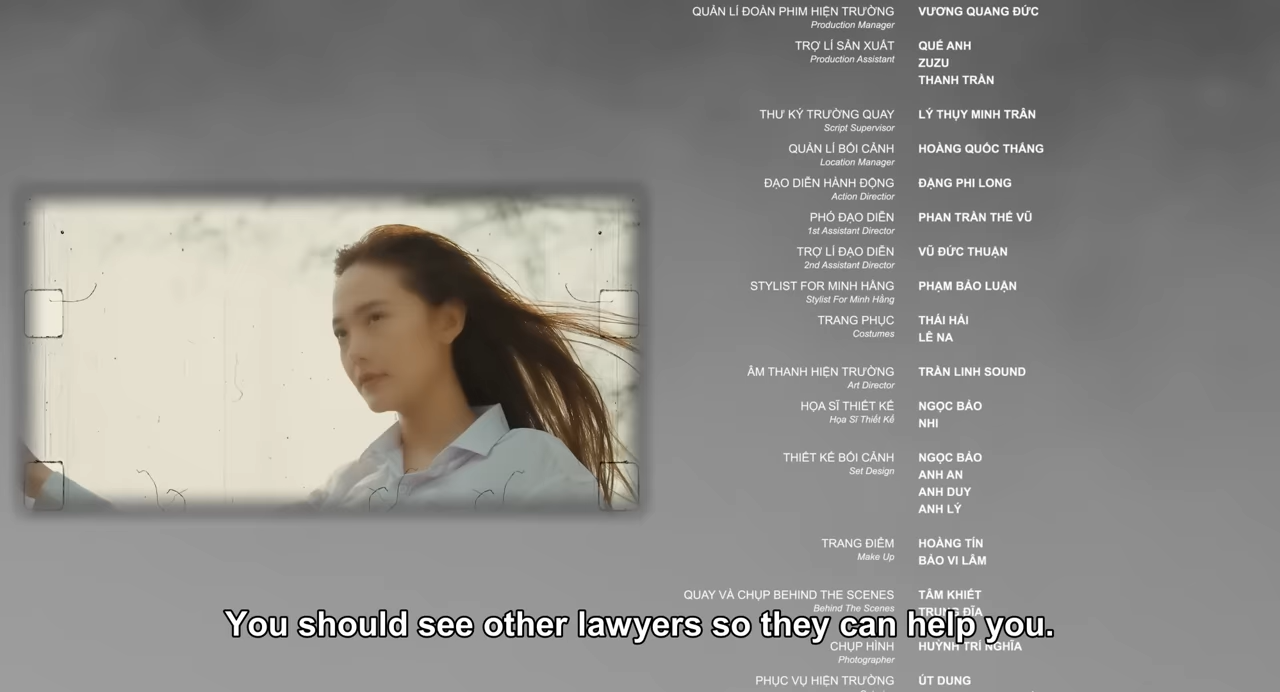 QUẢN LÍ ĐOÀN PHIM HIỆN TRƯỜNG VƯƠNG QUANG ĐỨC
Production Manager
TRỢ LÍ SẢN XUẤT QUẾ ANH
Production Assistant
ZUZU
THANH TRẦN
THƯ KÝ TRƯỜNG QUAY LÝ THỤY MINH TRÂN
Script Supervisor
QUẢN LÍ BỐI CẢNH HOÀNG QUỐC THẮNG
Location Manager
ĐẠO DIỄN HÀNH ĐỘNG ĐẶNG PHI LONG
Action Directior
PHÓ ĐẠO DIỄN PHAN TRẦN THẾ VŨ
1st Assistant Director
TRỢ LÍ ĐẠO DIỄN VŨ ĐỨC THUẬN
2nd Assistant Director
STYLIST FOR MINH HẰNG PHẠM BẢO LUẬN
Stylist For Minh Hằng
TRANG PHỤC THÁI HẢI
Costumes
LÊ NA
ÂM THANH HIỆN TRƯỜNG TRẦN LINH SOUND
Art Director
HỌA SĨ THIẾT KẾ NGỌC BẢO
Họa Sĩ Thiết Kế
NHI
THIẾT KẾ BỐI CẢNH NGỌC BẢO
Set Design
ANH AN
ANH DUY
ANH LÝ
TRANG ĐIỂM HOÀNG TÍN
Make Up
BẢO VI LÂM
QUAY VÀ CHỤP BEHIND THE SCENES TÂM KHIẾT
Behind The Scenes
TRUNG ĐĨA
You should see other lawyers so they can help you.
CHỤP HÌNH HUỲNH TRÍ NGHĨA
Photographer
PHỤC VỤ HIỆN TRƯỜNG ÚT DUNG